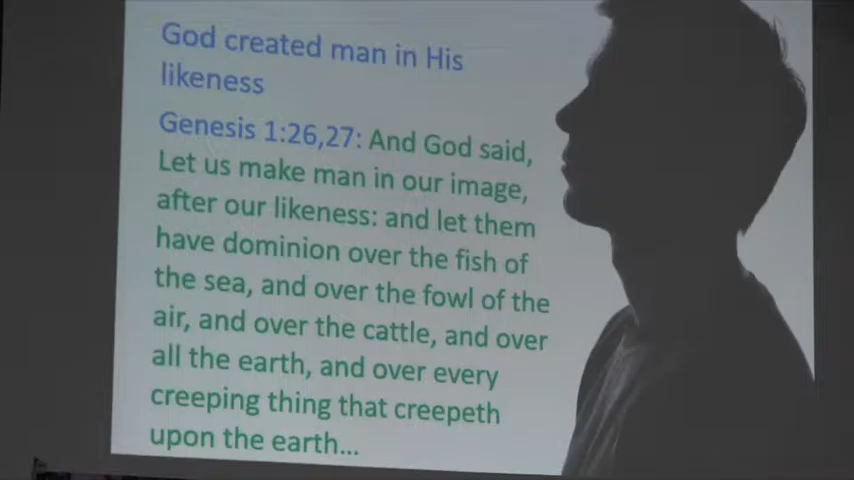 God created man in His
likeness
Genesis 1:26,27: And God said,
Let us make man in our image,
after our likeness: and let them
have dominion over the fish of
the sea, and over the fowl of the
air, and over the cattle, and over
all the earth, and over every
creeping thing that creepeth
upon the earth...